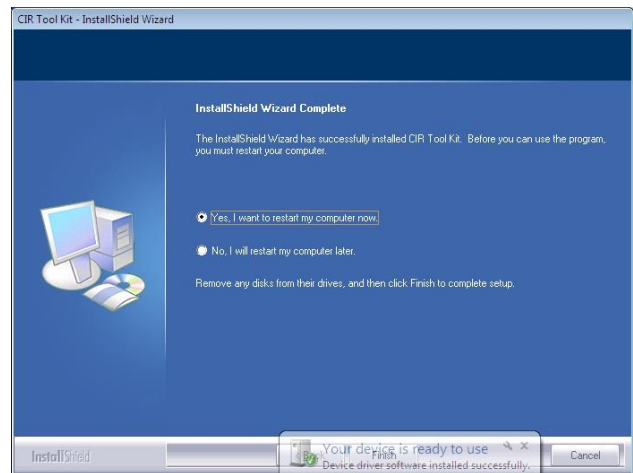 CIR Tool Kit - InstallShield Wizard
InstallShield Wizard Complete
The InstallShield Wizard has successfully installed CIR Tool Kit. Before you can use the program,
you must restart your computer.
Yes, I want to restart my computer now.
No, I will restart my computer later.
Remove any disks from their drives, and then click Finish to complete setup.
InstallShield
Finish
Your device is ready to use
Device driver software installed successfully.
Cancel